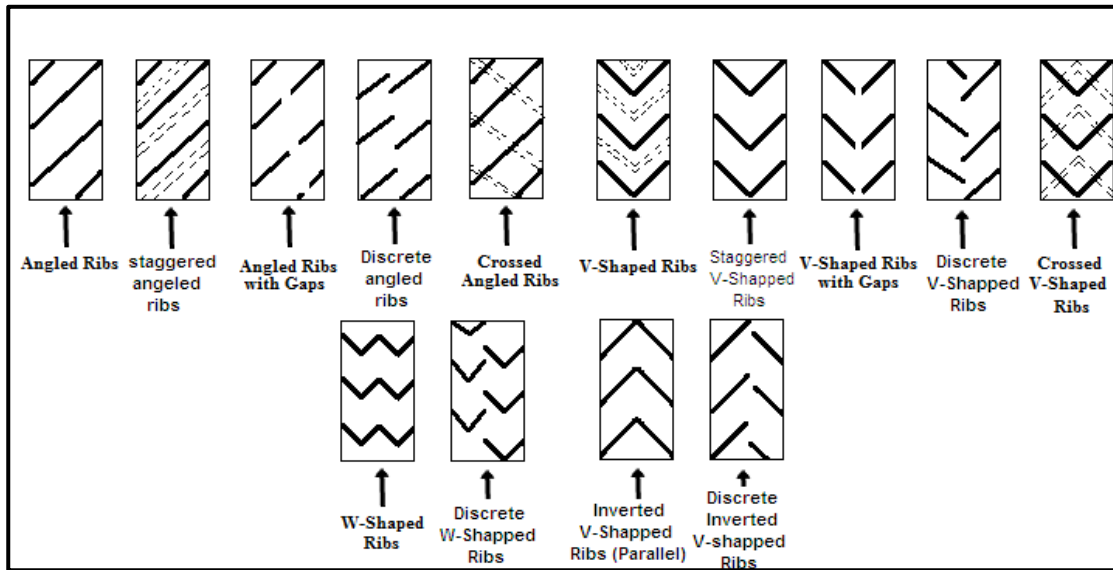 Angled Ribs
staggered
angeled ribs
Angled Ribs
with Gaps
Discrete
angled
ribs
Crossed
Angled Ribs
V-Shaped Ribs
Staggered
V-Shapped
Ribs
V-Shaped Ribs
with Gaps
Discrete
V-Shapped
Ribs
Crossed
V-Shaped
Ribs
W-Shaped
Ribs
Discrete
W-Shapped
Ribs
Inverted
V-Shapped
Ribs (Parallel)
Discrete
Inverted
V-shapped
Ribs